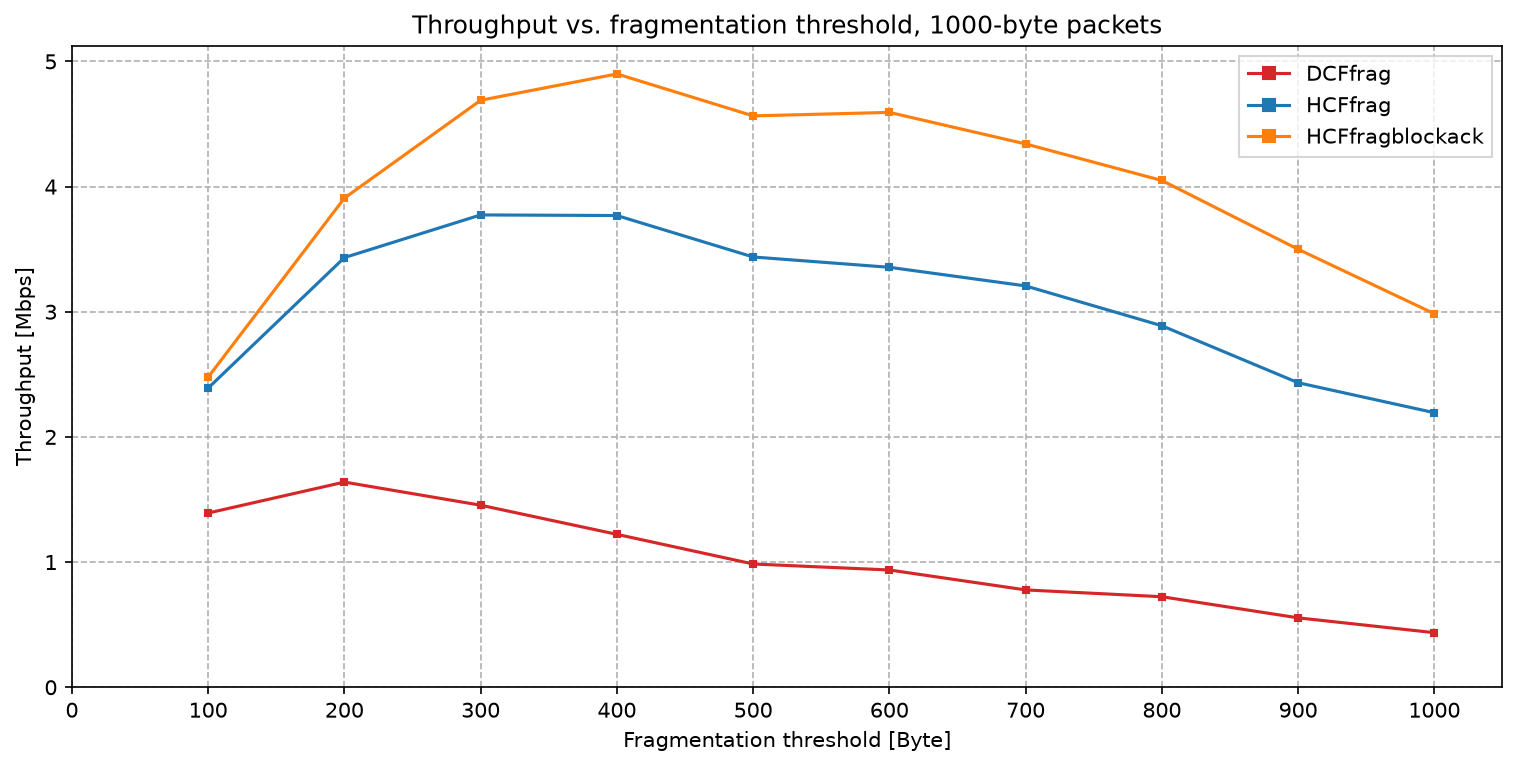 Throughput vs. fragmentation threshold, 1000-byte packets
Throughput [Mbps]
5
4
3
2
1
0
DCFfrag
HCFfrag
HCFfragblockack
0 100 200 300 400 500 600 700 800 900 1000
Fragmentation threshold [Byte]